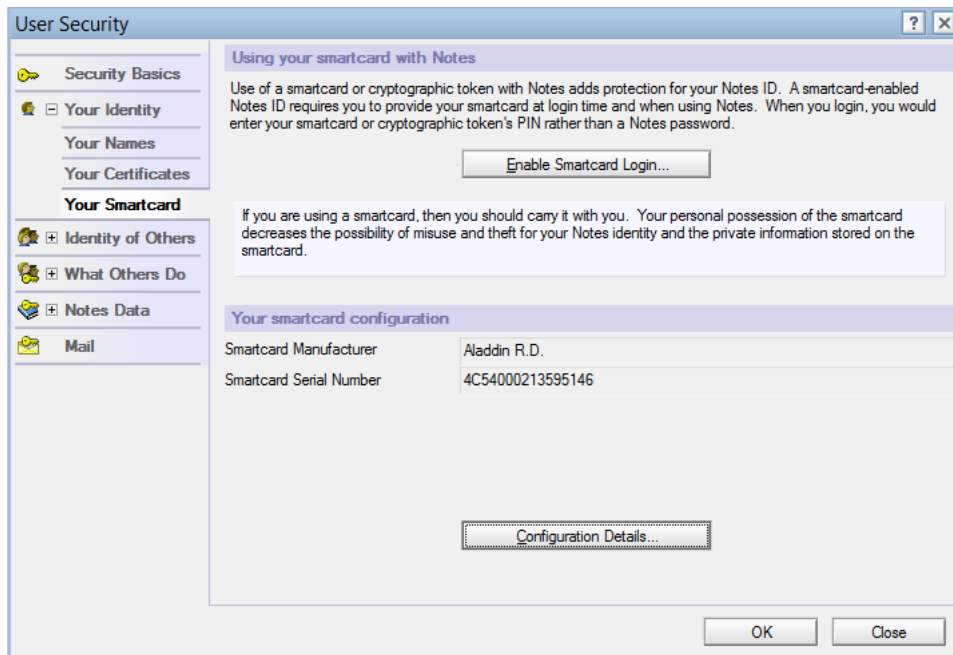 User Security
Security Basics
Your Identity
Your Names
Your Certificates
Your Smartcard
Identity of Others
What Others Do
Notes Data
Mail
Using your smartcard with Notes
Use of a smartcard or cryptographic token with Notes adds protection for your Notes ID. A smartcard-enabled
Notes ID requires you to provide your smartcard at login time and when using Notes. When you login, you would
enter your smartcard or cryptographic token's PIN rather than a Notes password.
Enable Smartcard Login...
If you are using a smartcard, then you should carry it with you. Your personal possession of the smartcard
decreases the possibility of misuse and theft for your Notes identity and the private information stored on the
smartcard.
Your smartcard configuration
Smartcard Manufacturer Aladdin R.D.
Smartcard Serial Number 4C54000213595146
Configuration Details...
OK Close